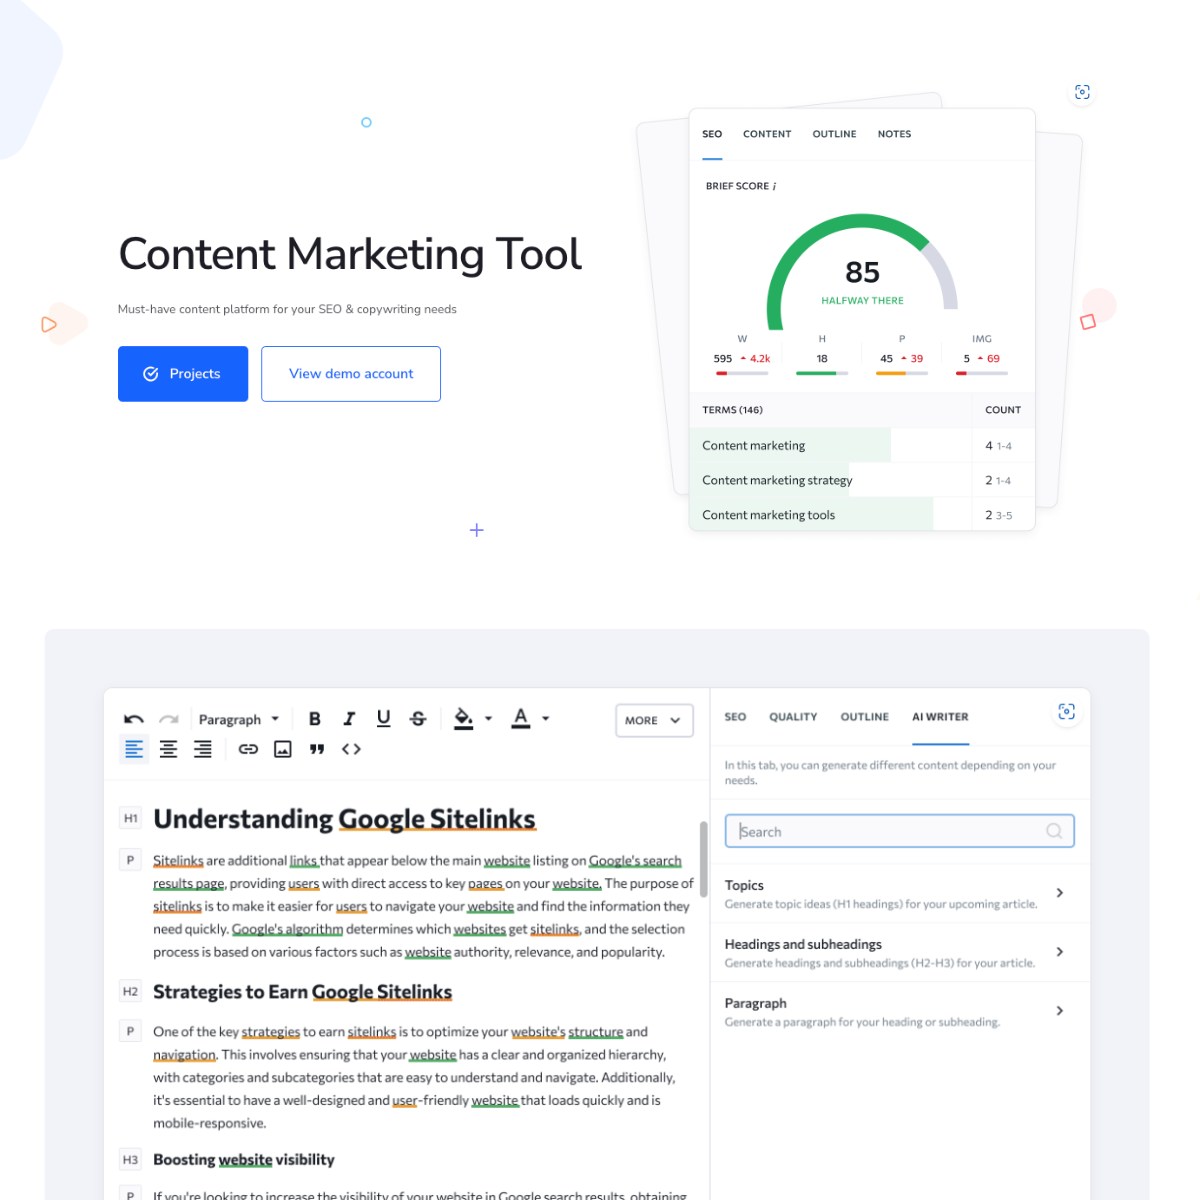 SEO CONTENT OUTLINE NOTES
BRIEF SCORE i
85
HALFWAY THERE
W H P IMG
595 4.2k 18 45 39 5 69
TERMS (146) COUNT
Content marketing 4 1-4
Content marketing strategy 2 1-4
Content marketing tools 2 3-5
Content Marketing Tool
Must-have content platform for your SEO & copywriting needs
Projects
View demo account
Paragraph B I U S A MORE
H1 Understanding Google Sitelinks
P Sitelinks are additional links that appear below the main website listing on Google's search
results page, providing users with direct access to key pages on your website. The purpose of
sitelinks is to make it easier for users to navigate your website and find the information they
need quickly. Google's algorithm determines which websites get sitelinks, and the selection
process is based on various factors such as website authority, relevance, and popularity.
H2 Strategies to Earn Google Sitelinks
P One of the key strategies to earn sitelinks is to optimize your website's structure and
navigation. This involves ensuring that your website has a clear and organized hierarchy,
with categories and subcategories that are easy to understand and navigate. Additionally,
it's essential to have a well-designed and user-friendly website that loads quickly and is
mobile-responsive.
H3 Boosting website visibility
P If you're looking to increase the visibility of your website in Google search results, obtaining
SEO QUALITY OUTLINE AI WRITER
In this tab, you can generate different content depending on your
needs.
Search
Topics
Generate topic ideas (H1 headings) for your upcoming article.
Headings and subheadings
Generate headings and subheadings (H2-H3) for your article.
Paragraph
Generate a paragraph for your heading or subheading.